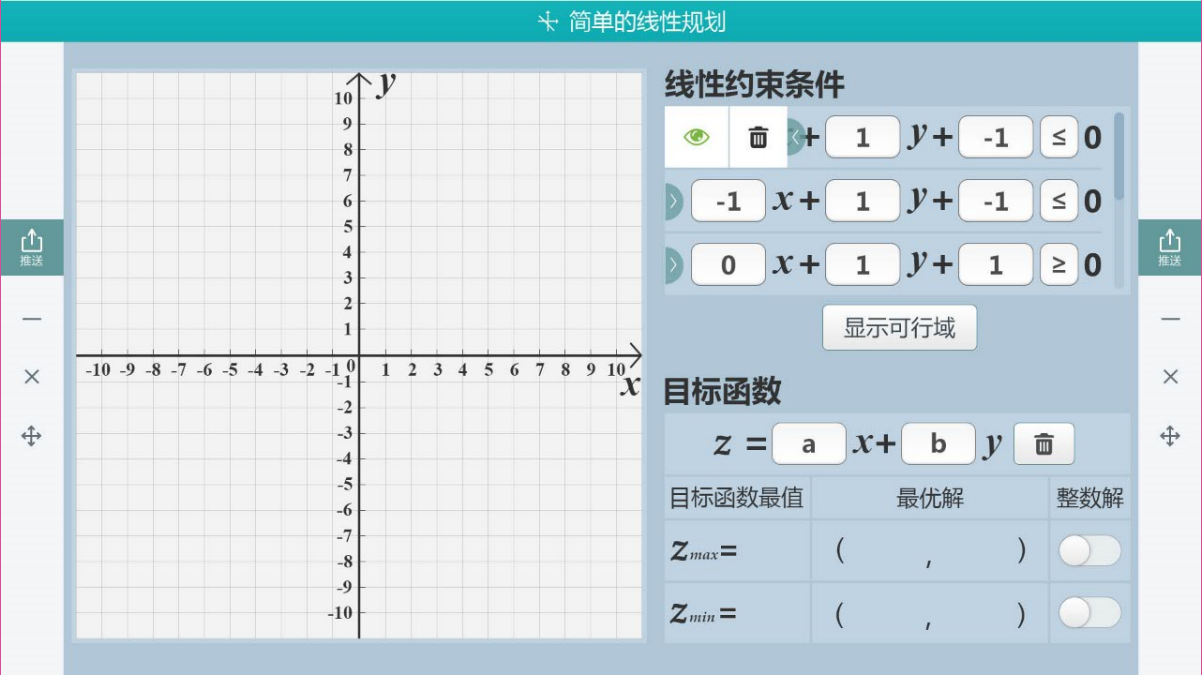 简单的线性规划
y
10
9
8
7
6
5
4
3
2
1
-10 -9 -8 -7 -6 -5 -4 -3 -2 -1 0 1 2 3 4 5 6 7 8 9 10
x
-1
-2
-3
-4
-5
-6
-7
-8
-9
-10
线性约束条件
+ 1 y + -1 ≤ 0
-1 x + 1 y + -1 ≤ 0
0 x + 1 y + 1 ≥ 0
显示可行域
目标函数
z = a x + b y
目标函数最值 最优解 整数解
zmax= ( , )
zmin= ( , )
推送
推送